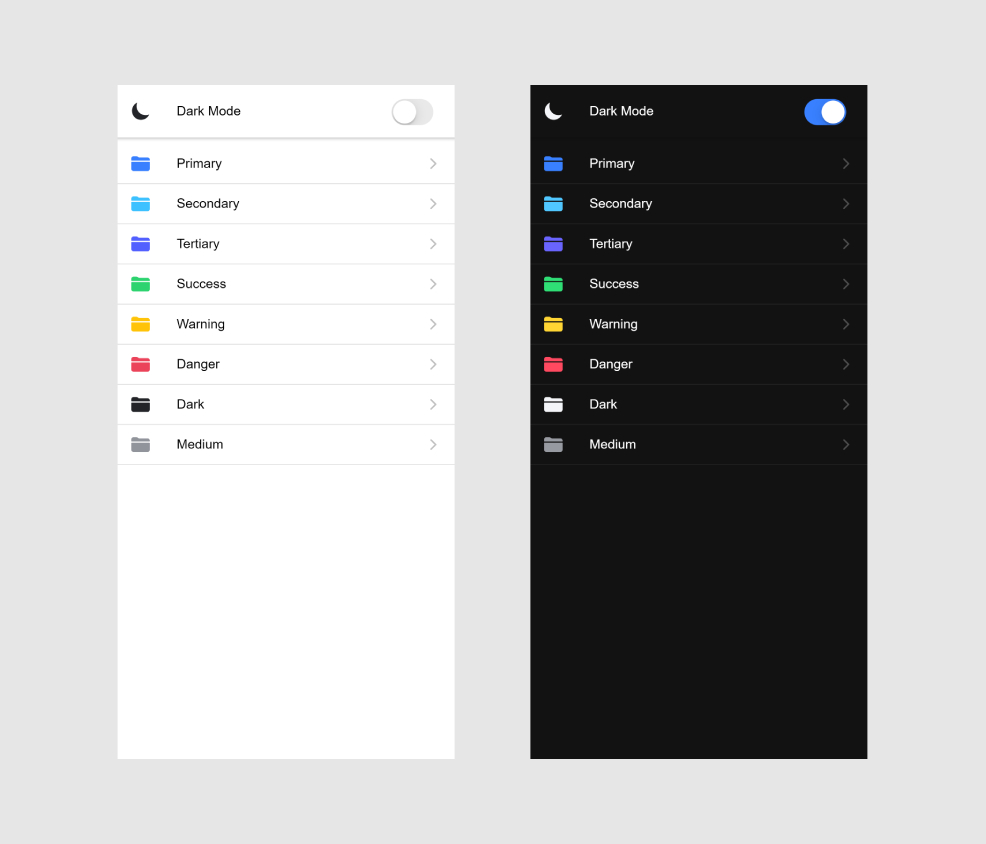 Dark Mode
Primary
Secondary
Tertiary
Success
Warning
Danger
Dark
Medium
Dark Mode
Primary
Secondary
Tertiary
Success
Warning
Danger
Dark
Medium